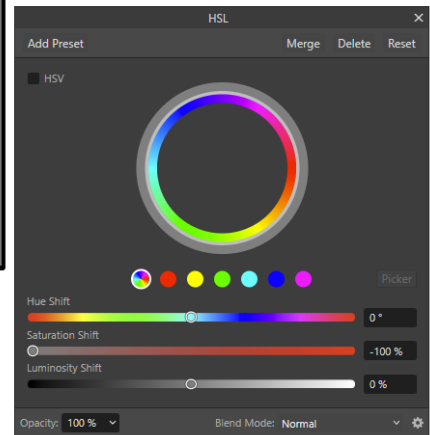 HSL
Add Preset Merge Delete Reset
HSV
Picker
Hue Shift
0 °
Saturation Shift
-100 %
Luminosity Shift
0 %
Opacity: 100 % Blend Mode: Normal